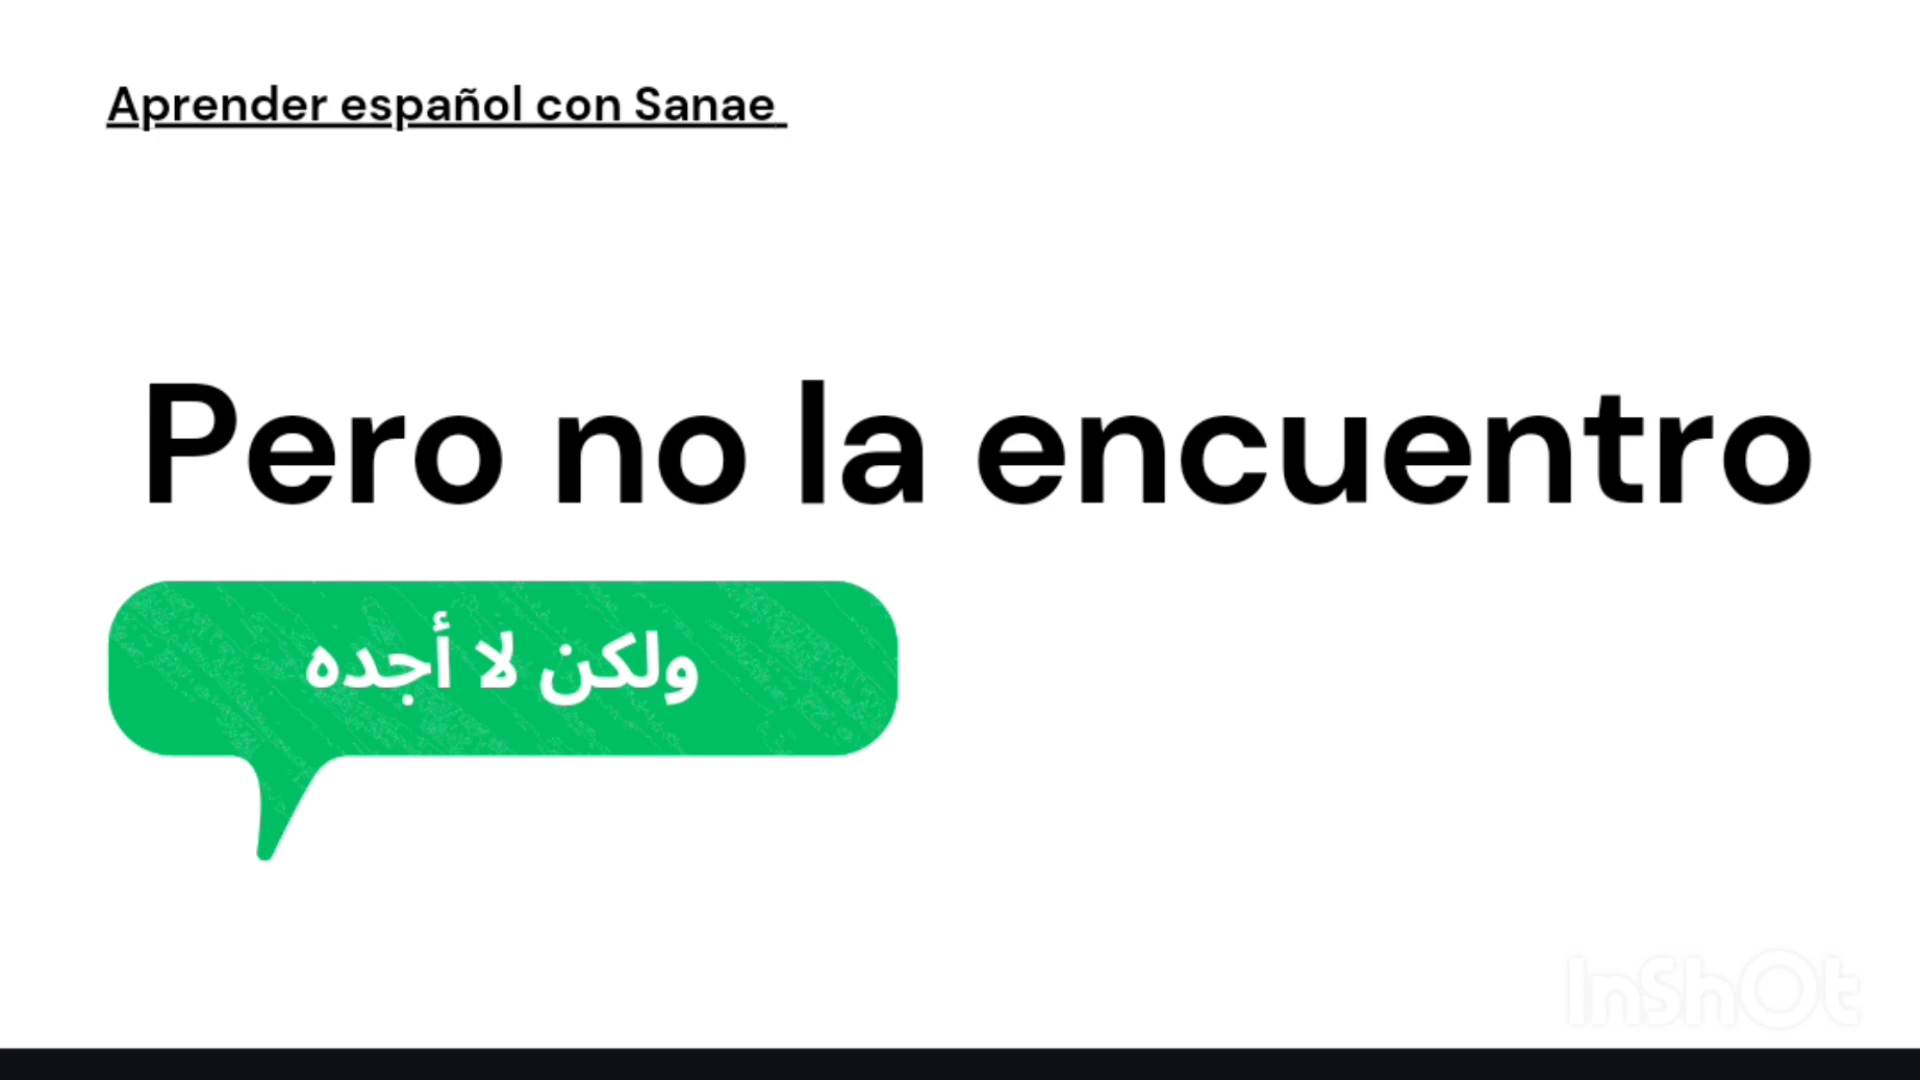 Aprender español con Sanae
Pero no la encuentro
ولكن لا أجده
InShOt